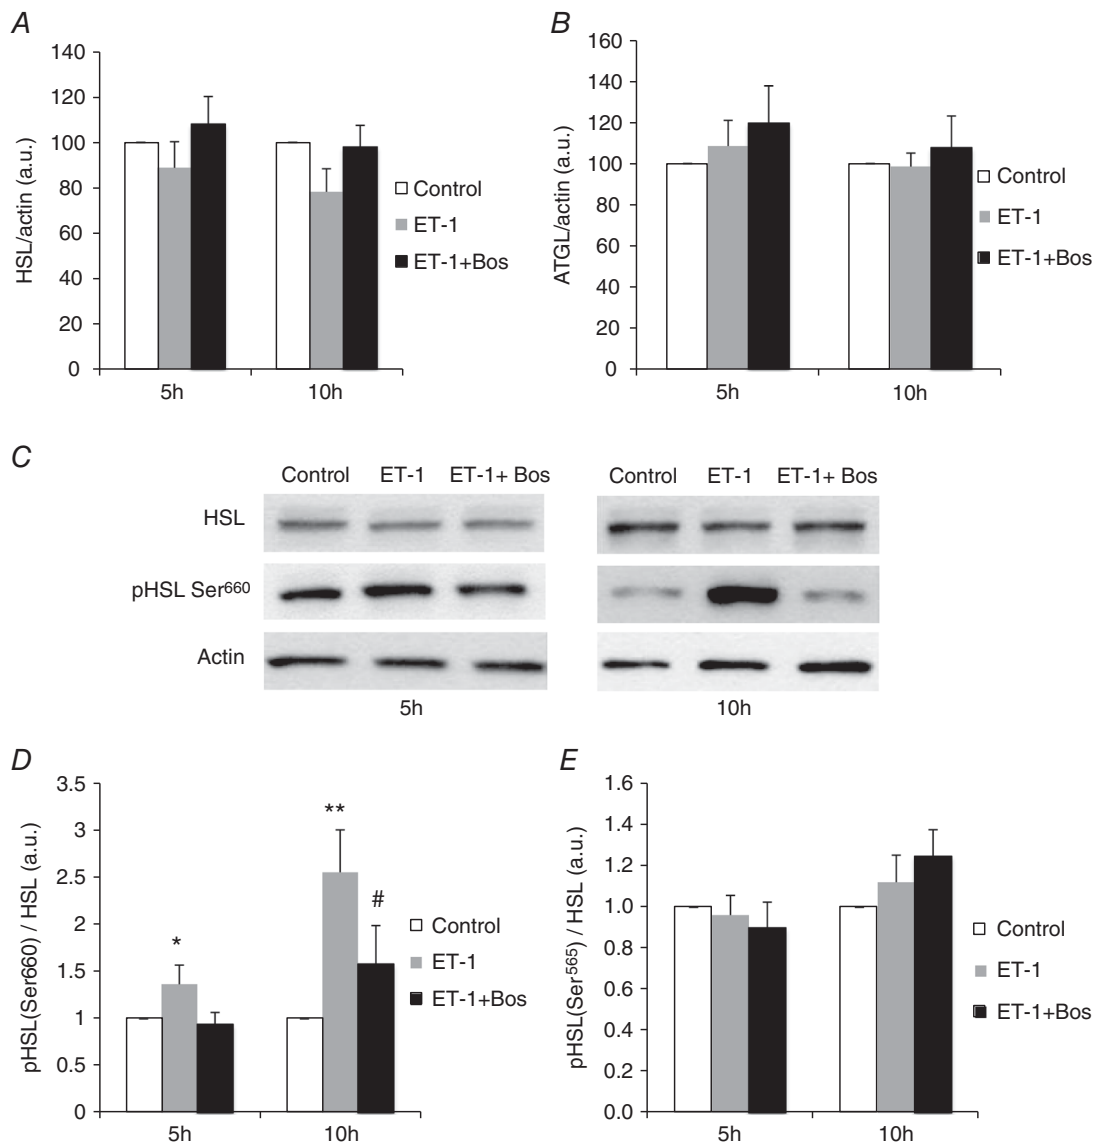 A
HSL/actin (a.u.)
140
120
100
80
60
40
20
0
5h
10h
Control
ET-1
ET-1+Bos
B
ATGL/actin (a.u.)
160
140
120
100
80
60
40
20
0
5h
10h
Control
ET-1
ET-1+Bos
C
Control ET-1 ET-1+ Bos
Control ET-1 ET-1+ Bos
HSL
pHSL Ser660
Actin
5h
10h
D
pHSL(Ser660) / HSL (a.u.)
3.5
3
2.5
2
1.5
1
0.5
0
*
**
#
5h
10h
Control
ET-1
ET-1+Bos
E
pHSL(Ser565) / HSL (a.u.)
1.6
1.4
1.2
1.0
0.8
0.6
0.4
0.2
0.0
5h
10h
Control
ET-1
ET-1+Bos